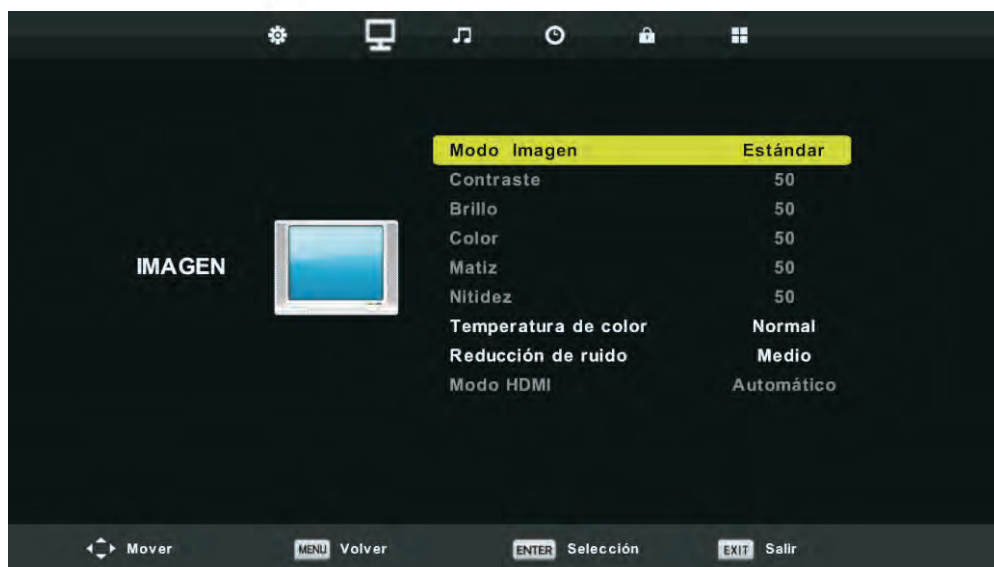 Modo Imagen Estándar
Contraste 50
Brillo 50
Color 50
IMAGEN
Matiz 50
Nitidez 50
Temperatura de color Normal
Reducción de ruido Medio
Modo HDMI Automático
Mover MENU Volver ENTER Selección EXIT Salir